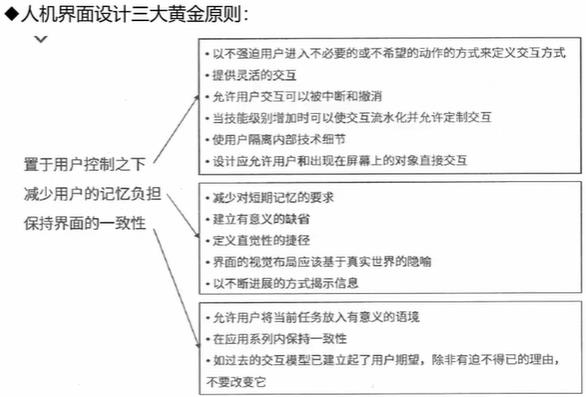 ◆人机界面设计三大黄金原则：
• 以不强迫用户进入不必要的或不希望的动作的方式来定义交互方式
• 提供灵活的交互
• 允许用户交互可以被中断和撤消
• 当技能级别增加时可以使交互流水化并允许定制交互
• 使用户隔离内部技术细节
• 设计应允许用户和出现在屏幕上的对象直接交互
置于用户控制之下
减少用户的记忆负担
保持界面的一致性
• 减少对短期记忆的要求
• 建立有意义的缺省
• 定义直觉性的捷径
• 界面的视觉布局应该基于真实世界的隐喻
• 以不断进展的方式揭示信息
• 允许用户将当前任务放入有意义的语境
• 在应用系列内保持一致性
• 如过去的交互模型已建立起了用户期望，除非有迫不得已的理由，
不要改变它